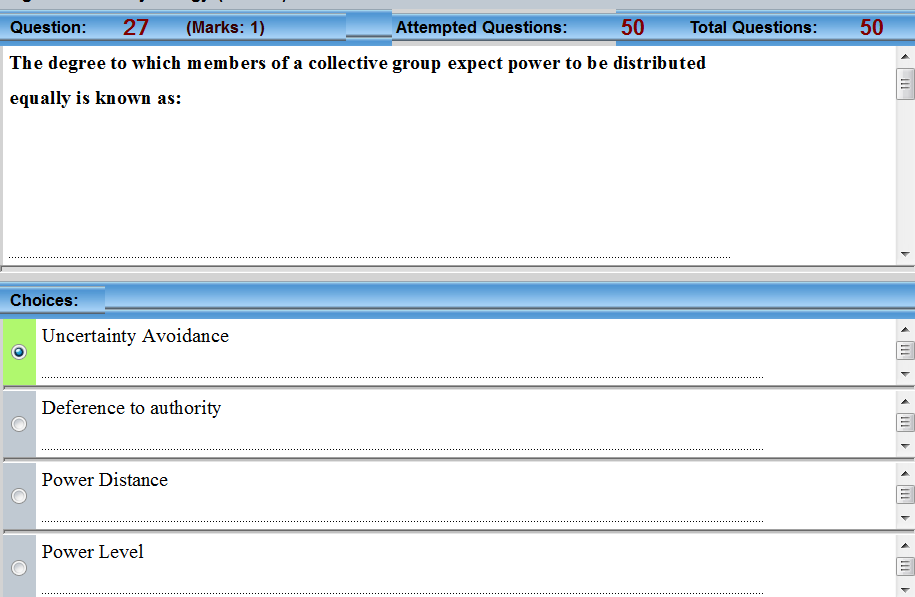 Question: 27 (Marks: 1) Attempted Questions: 50 Total Questions: 50
The degree to which members of a collective group expect power to be distributed
equally is known as:
Choices:
Uncertainty Avoidance
Deference to authority
Power Distance
Power Level